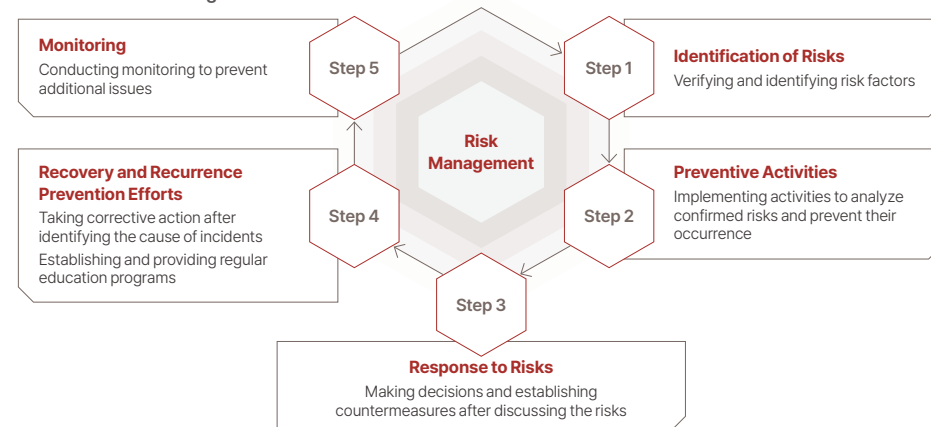 Monitoring
Conducting monitoring to prevent
additional issues
Step 5
Step 1
Identification of Risks
Verifying and identifying risk factors
Risk
Management
Recovery and Recurrence
Prevention Efforts
Taking corrective action after
identifying the cause of incidents
Establishing and providing regular
education programs
Step 4
Step 2
Preventive Activities
Implementing activities to analyze
confirmed risks and prevent their
occurrence
Step 3
Response to Risks
Making decisions and establishing
countermeasures after discussing the risks